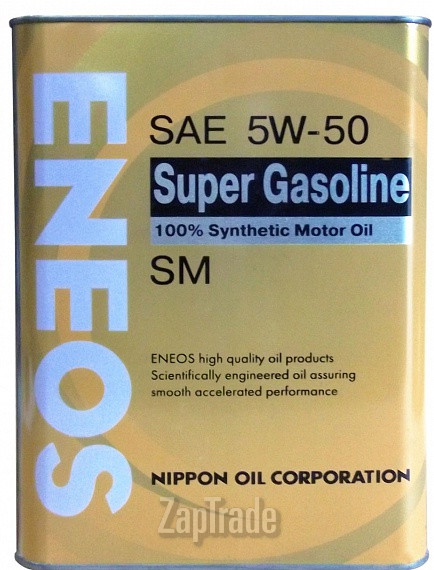 ENEOS
SAE 5W-50
Super Gasoline
100% Synthetic Motor Oil
SM
ENEOS high quality oil products
Scientifically engineered oil assuring
smooth accelerated performance
NIPPON OIL CORPORATION
ZapTrade